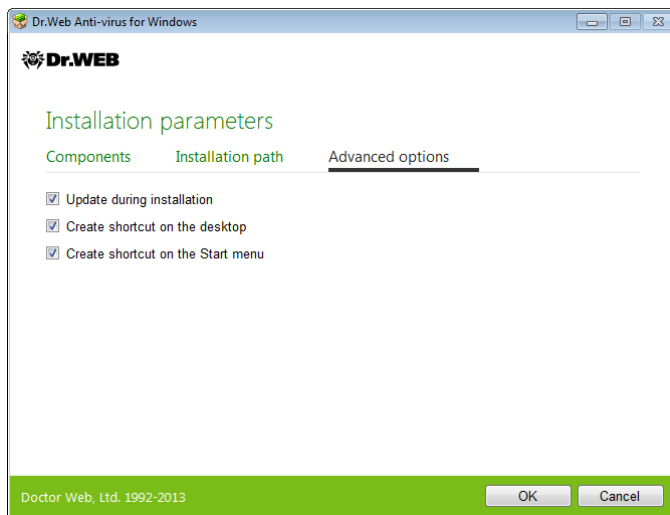 Dr.Web Anti-virus for Windows
Dr.WEB
Installation parameters
Components Installation path Advanced options
Update during installation
Create shortcut on the desktop
Create shortcut on the Start menu
Doctor Web, Ltd. 1992-2013 OK Cancel